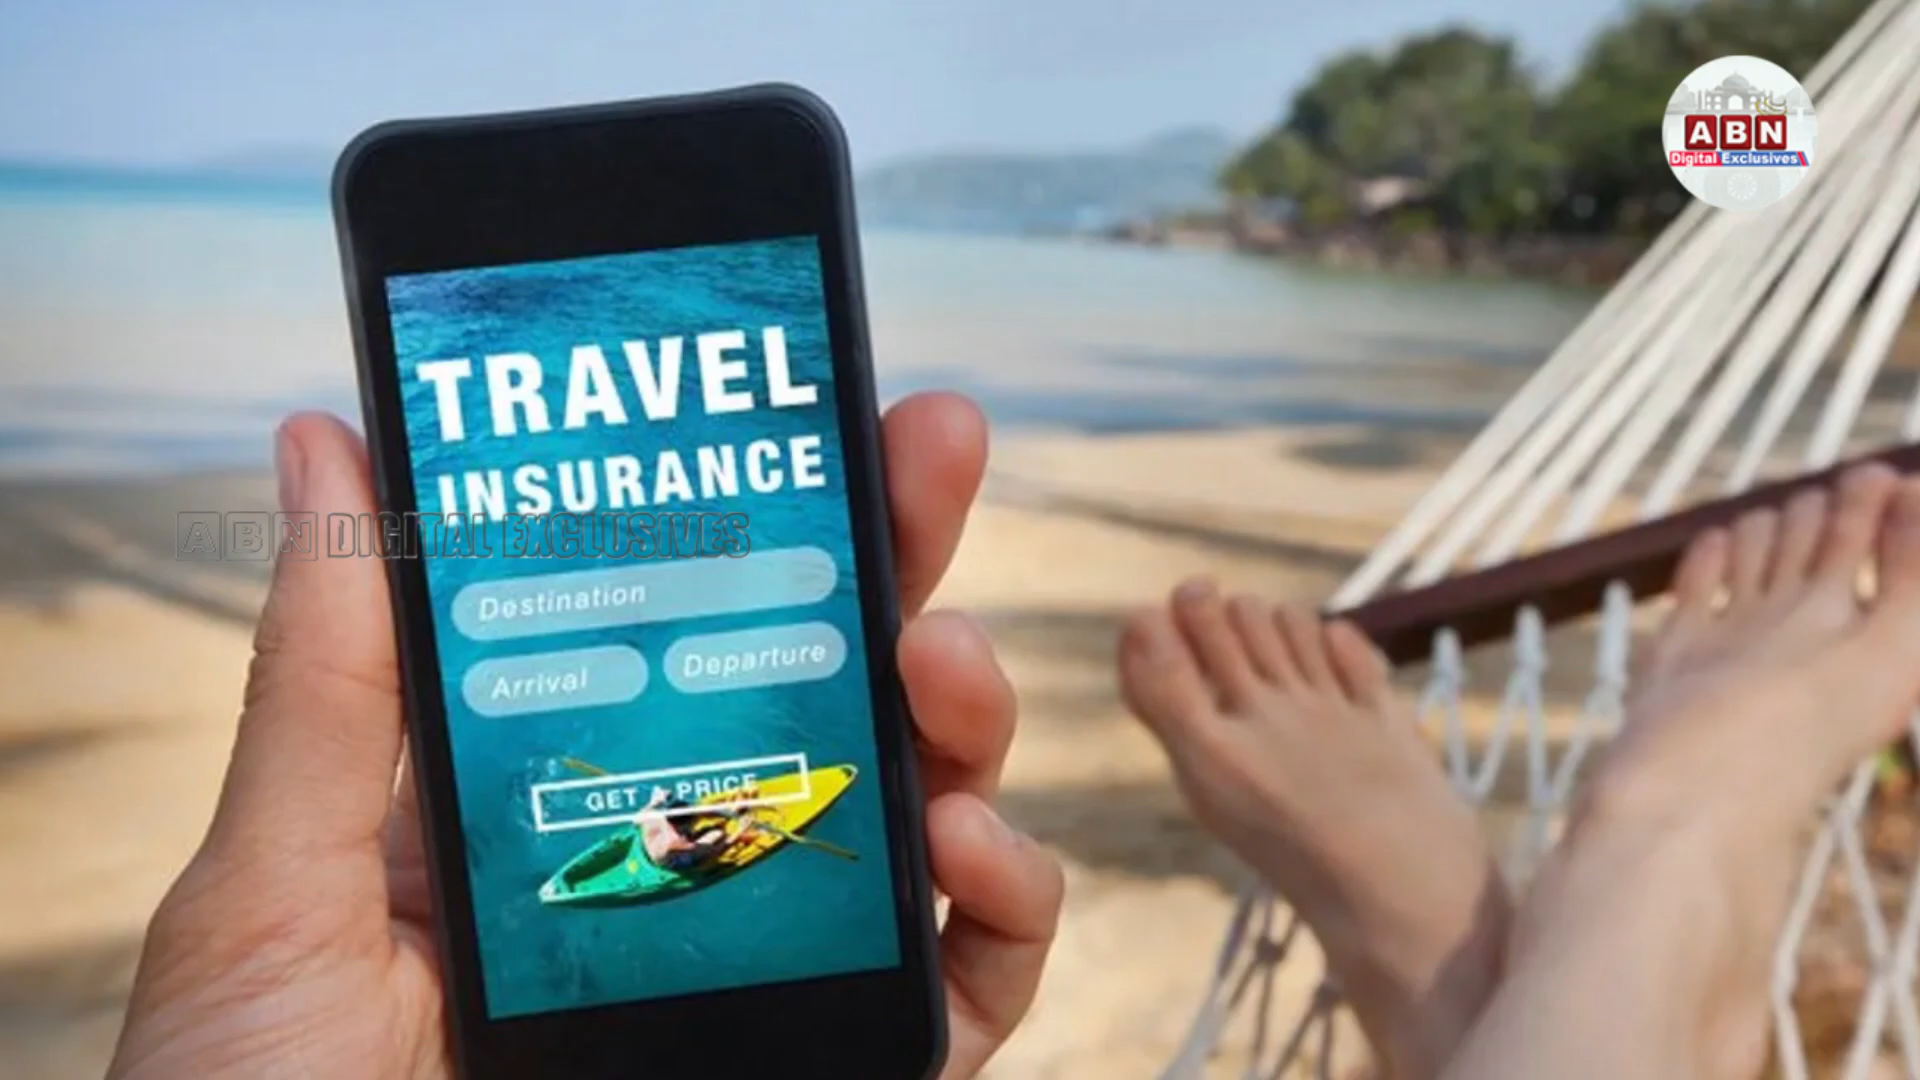 ABN
Digital Exclusives
TRAVEL
INSURANCE
ABN DIGITAL EXCLUSIVES
Destination
Arrival
Departure
GET A PRICE